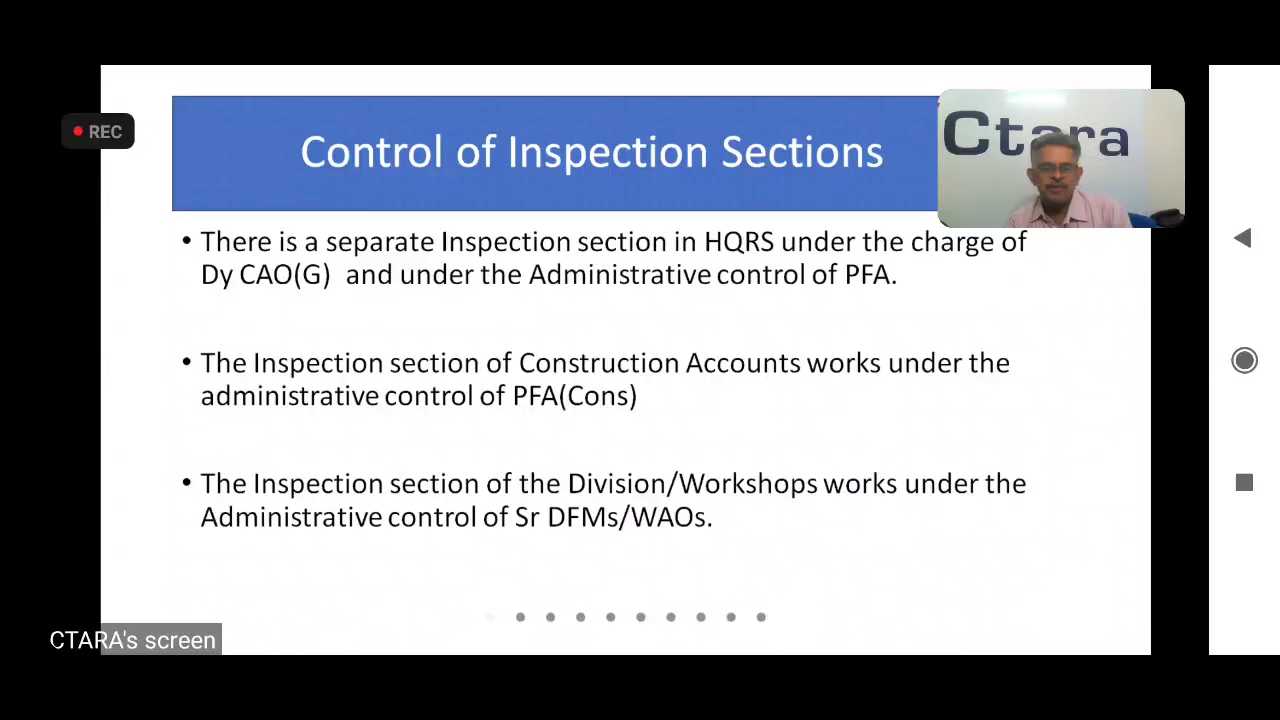 REC
Control of Inspection Sections
Ctara
• There is a separate Inspection section in HQRS under the charge of
Dy CAO(G) and under the Administrative control of PFA.
• The Inspection section of Construction Accounts works under the
administrative control of PFA(Cons)
• The Inspection section of the Division/Workshops works under the
Administrative control of Sr DFMs/WAOs.
CTARA's screen